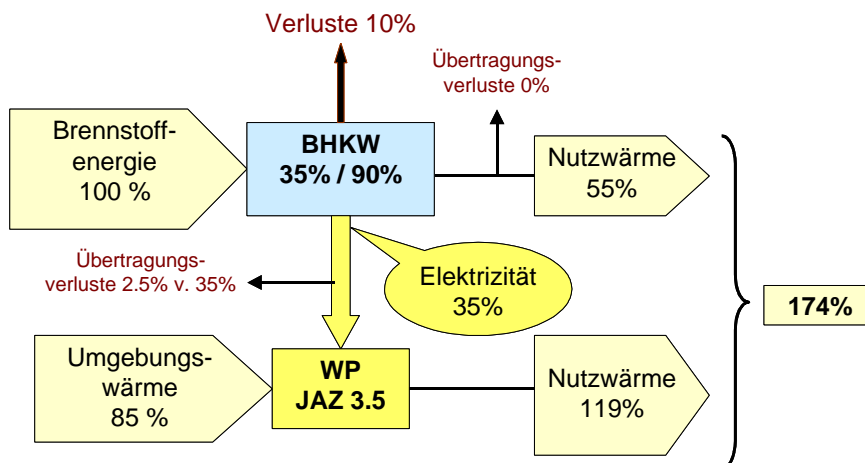 Verluste 10%
Übertragungs-
verluste 0%
Brennstoff-
energie
100 %
BHKW
35% / 90%
Nutzwärme
55%
Übertragungs-
verluste 2.5% v. 35%
Elektrizität
35%
174%
Umgebungs-
wärme
85 %
WP
JAZ 3.5
Nutzwärme
119%